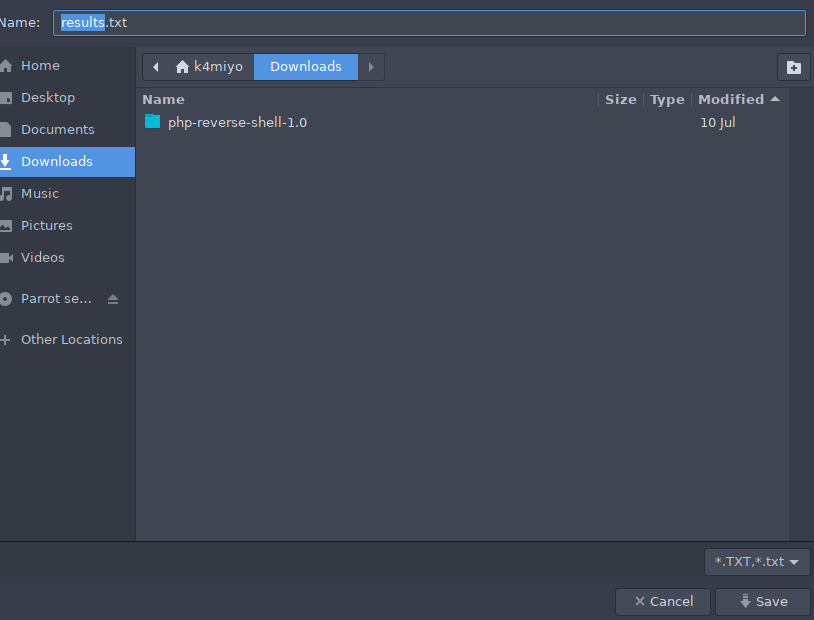 Name: results.txt
Home
Desktop
Documents
Downloads
Music
Pictures
Videos
Parrot se...
Other Locations
k4miyo Downloads
Name Size Type Modified
php-reverse-shell-1.0 10 Jul
*.TXT,*.txt
Cancel Save